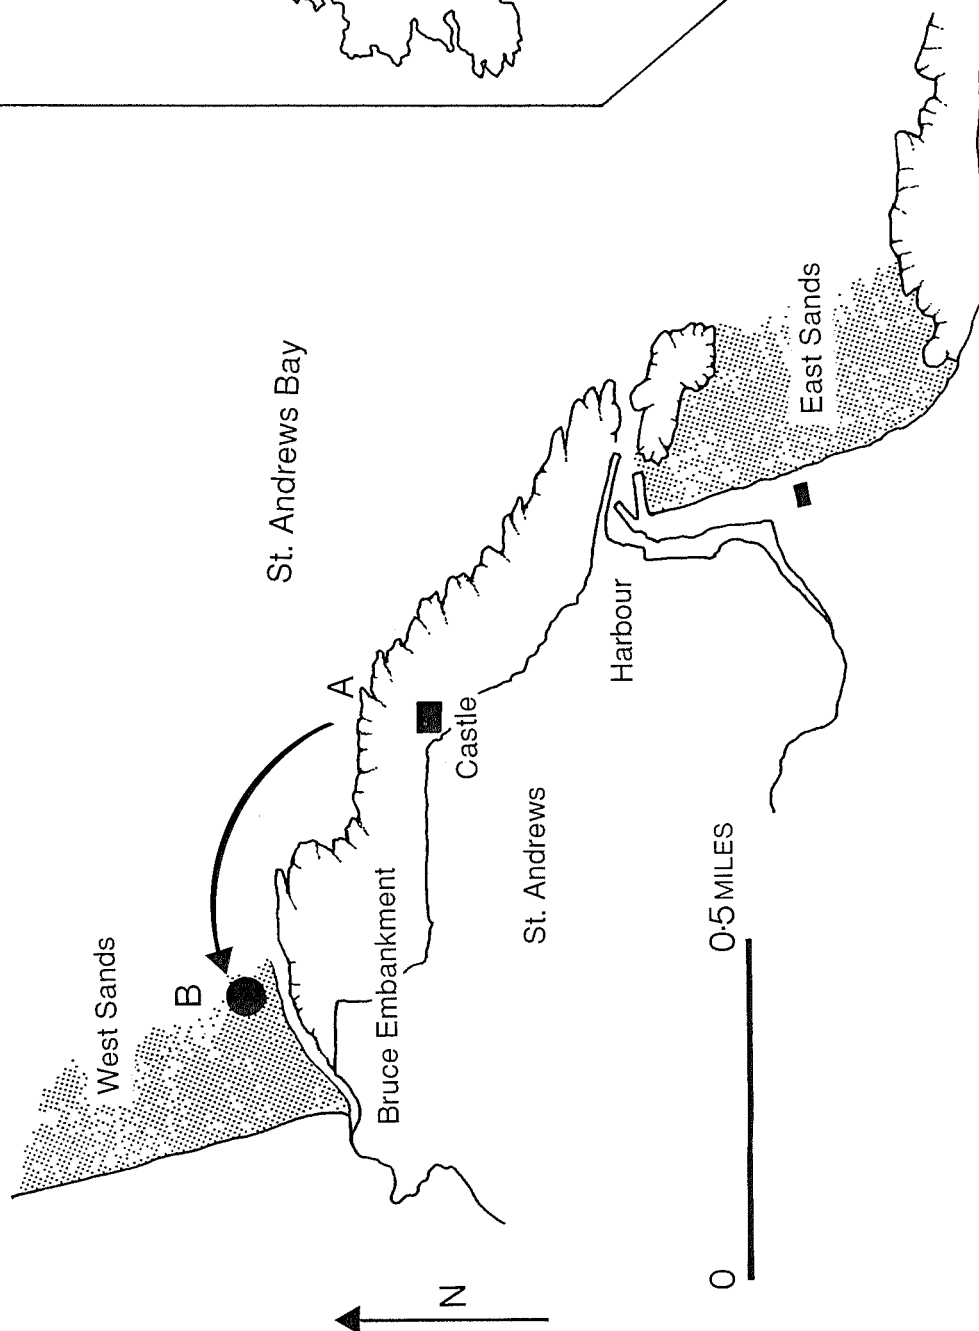 West Sands
B
St. Andrews Bay
A
Bruce Embankment
Castle
St. Andrews
Harbour
East Sands
N
0
0·5 MILES